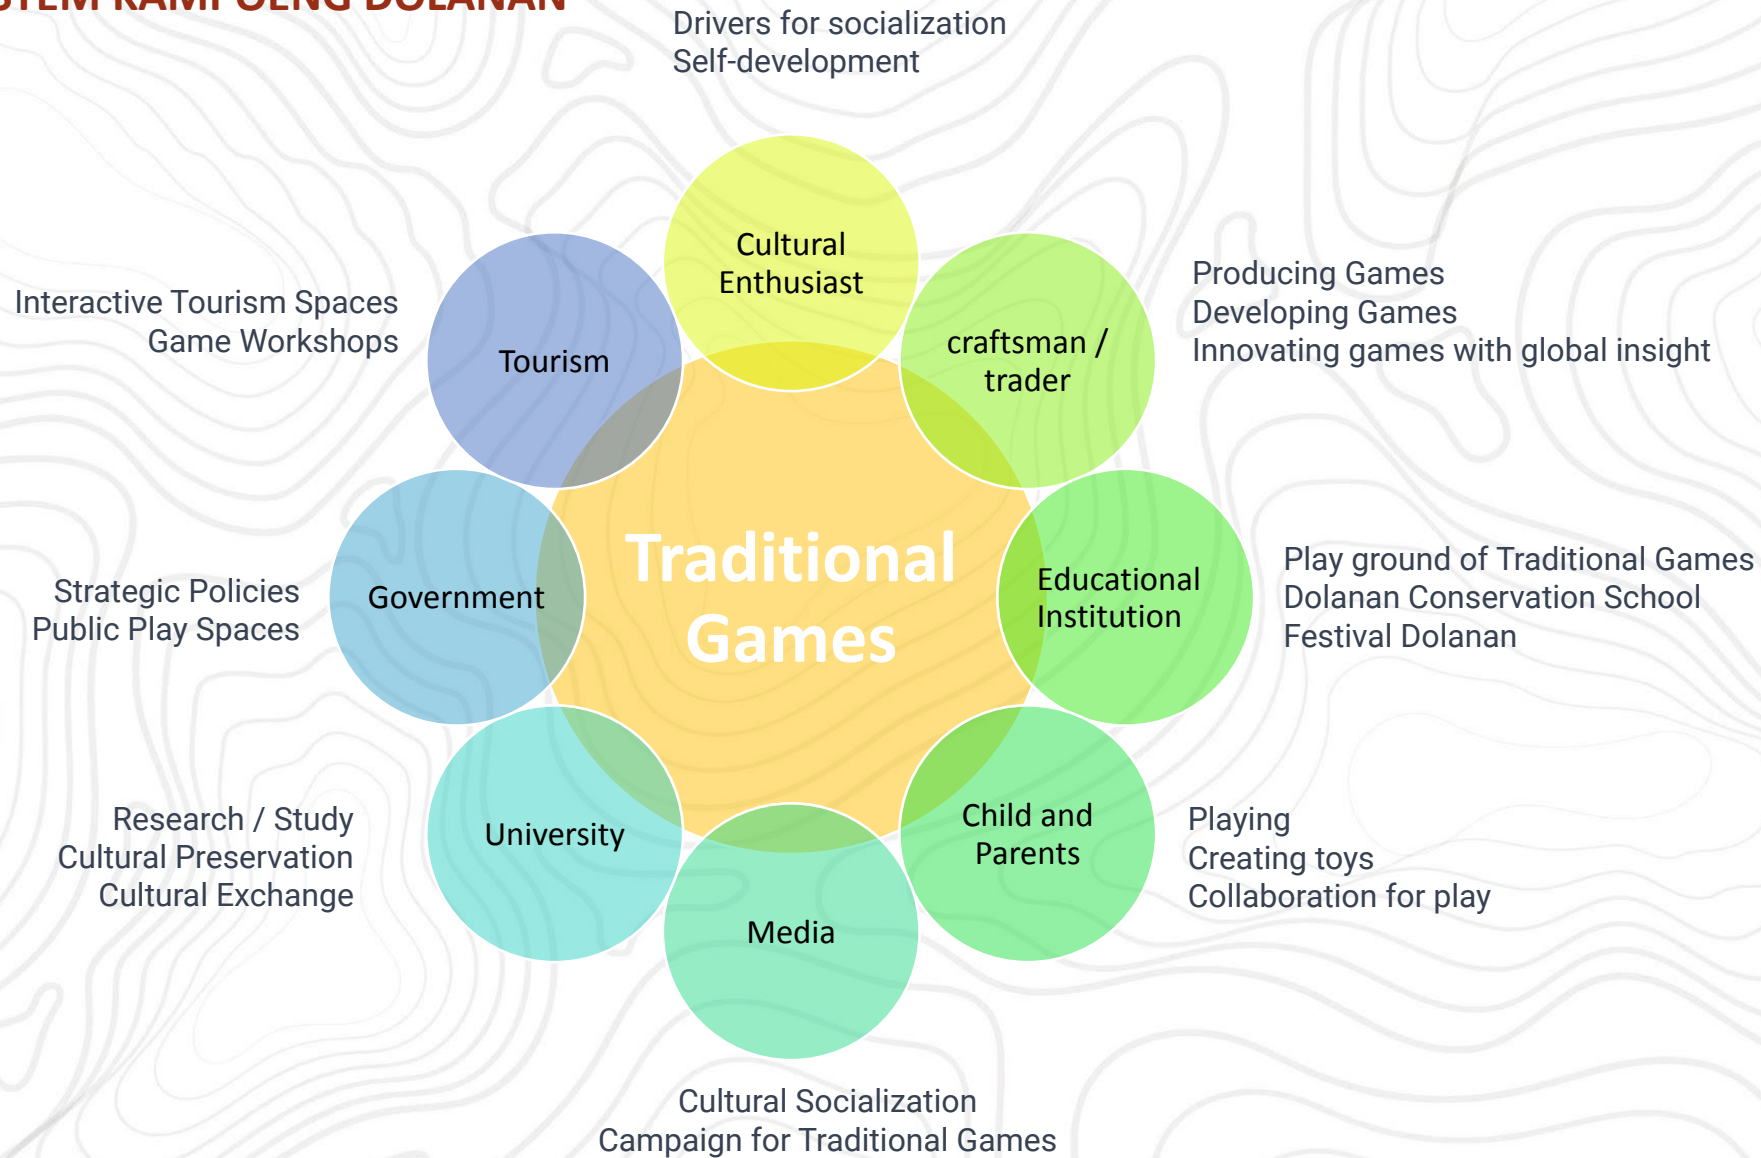 STEM KAMPOENG DOLANAN
Drivers for socialization
Self-development
Cultural
Enthusiast
craftsman /
trader
Producing Games
Developing Games
Innovating games with global insight
Educational
Institution
Play ground of Traditional Games
Dolanan Conservation School
Festival Dolanan
Child and
Parents
Playing
Creating toys
Collaboration for play
Media
Cultural Socialization
Campaign for Traditional Games
University
Research / Study
Cultural Preservation
Cultural Exchange
Government
Strategic Policies
Public Play Spaces
Tourism
Interactive Tourism Spaces
Game Workshops
Traditional
Games